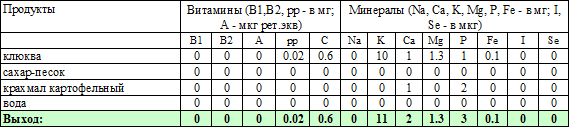 Продукты Витамины (B1,B2, pp - в мг; А - мкг рет.экв) Минералы (Na, Ca, K, Mg, P, Fe - в мг; I, Se - в мкг)
B1 B2 A pp C Na K Ca Mg P Fe I Se
клюква 0 0 0 0.02 0.6 0 10 1 1.3 1 0.1 0 0
сахар-песок 0 0 0 0 0 0 0 0 0 0 0 0 0
крахмал картофельный 0 0 0 0 0 0 0 1 0 2 0 0 0
вода 0 0 0 0 0 0 0 0 0 0 0 0 0
Выход: 0 0 0 0.02 0.6 0 11 2 1.3 3 0.1 0 0